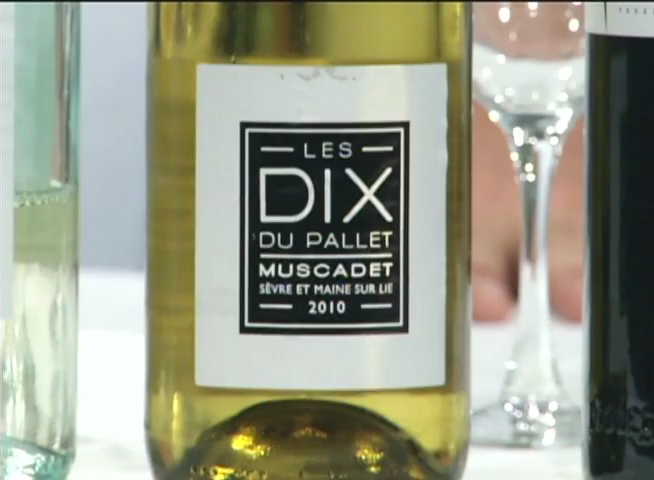 LES
DIX
DU PALLET
MUSCADET
SÈVRE ET MAINE SUR LIE
2010